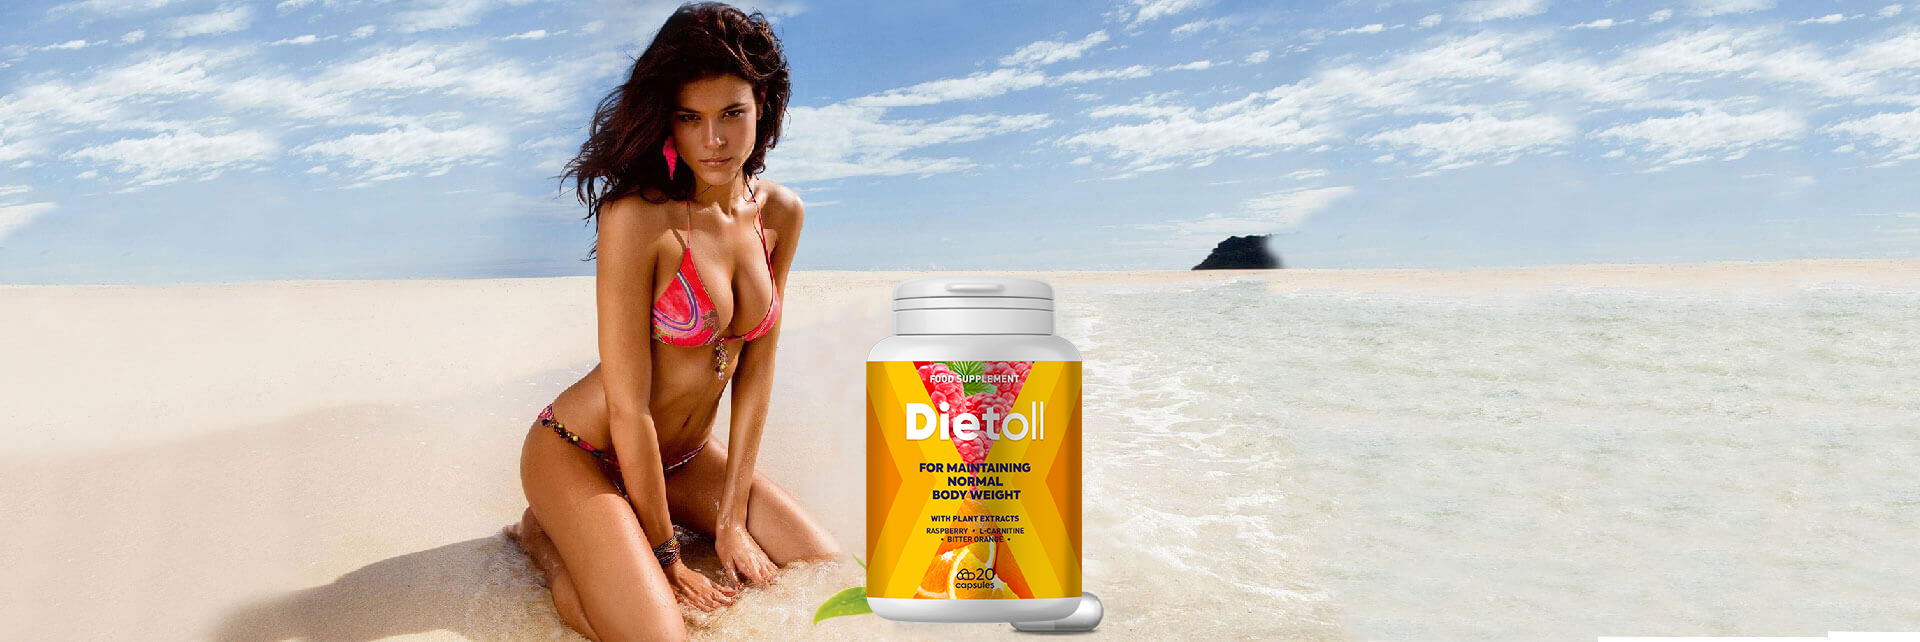 FOOD SUPPLEMENT
Dietoll
FOR MAINTAINING
NORMAL
BODY WEIGHT
WITH PLANT EXTRACTS
RASPBERRY • L-CARNITINE
• BITTER ORANGE •
20
capsules